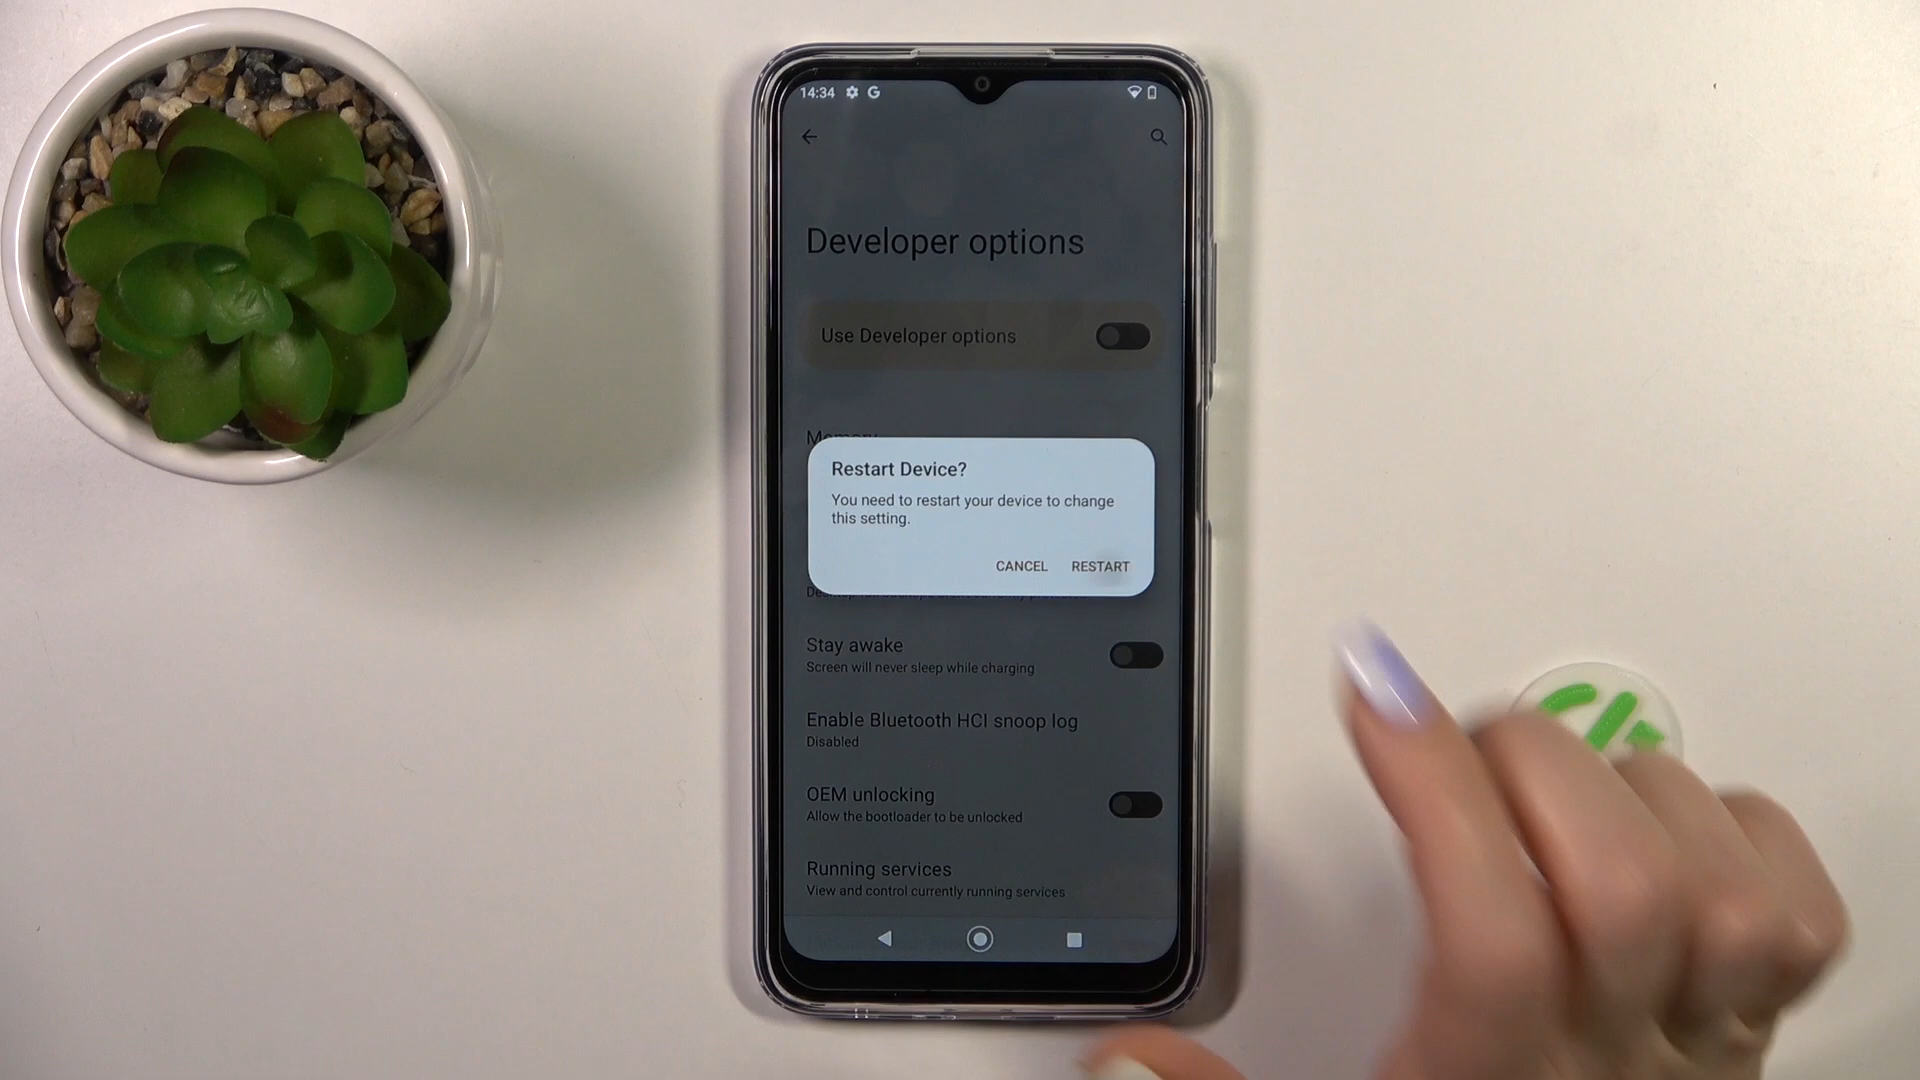 14:34 G
Developer options
Use Developer options
Memory
Restart Device?
You need to restart your device to change
this setting.
CANCEL RESTART
Stay awake
Screen will never sleep while charging
Enable Bluetooth HCI snoop log
Disabled
OEM unlocking
Allow the bootloader to be unlocked
Running services
View and control currently running services